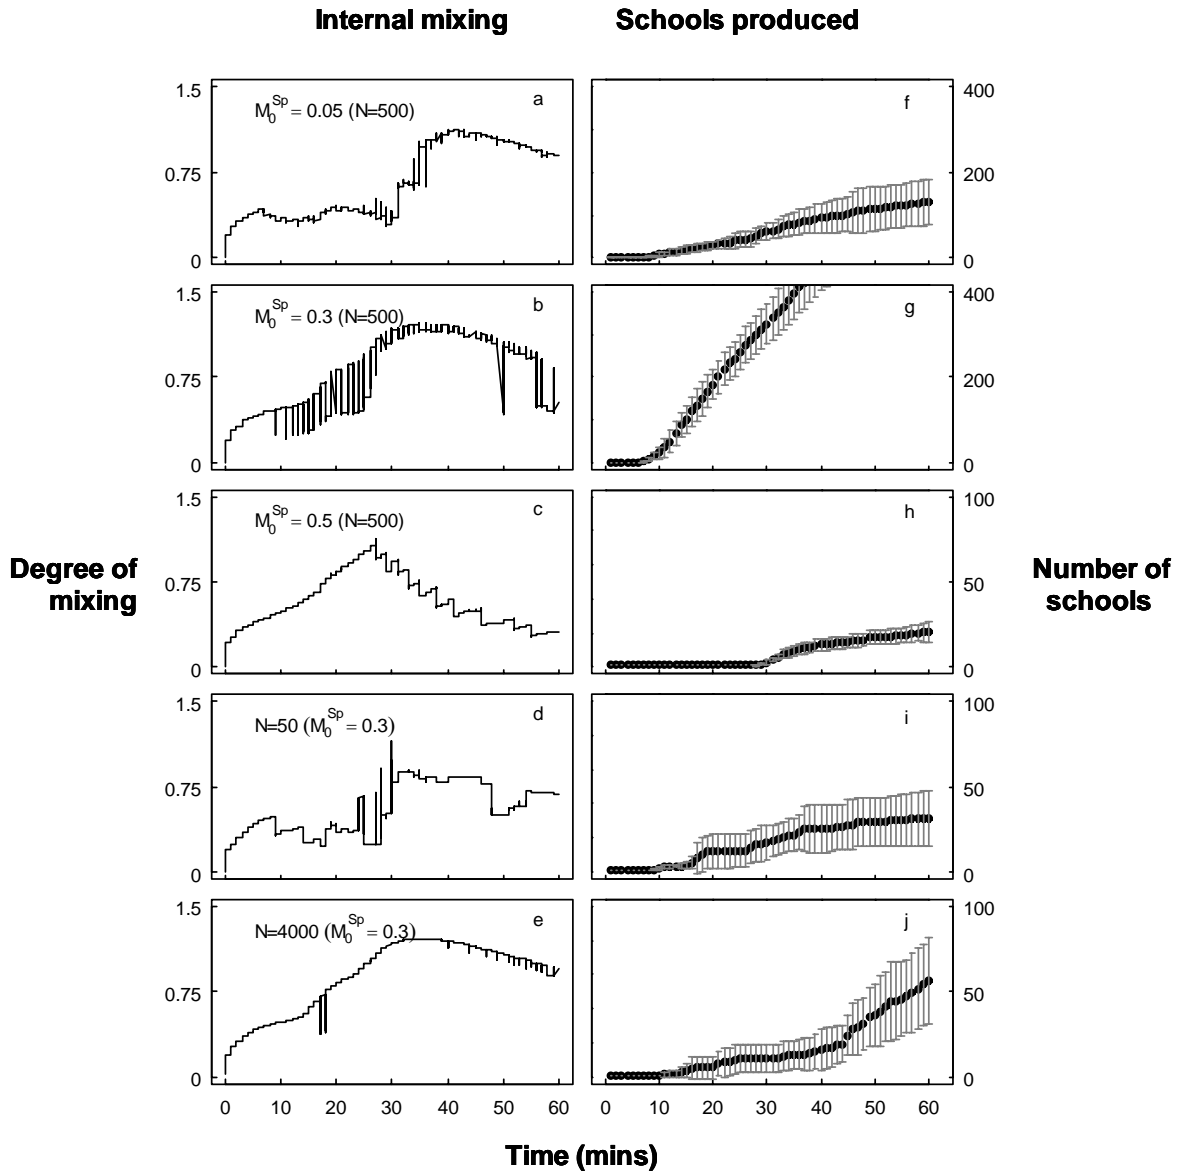 Internal mixing Schools produced
1.5 a f 400
M₀ˢᵖ = 0.05 (N=500)
0.75 200
0 0
1.5 b g 400
M₀ˢᵖ = 0.3 (N=500)
0.75 200
0 0
1.5 c h 100
M₀ˢᵖ = 0.5 (N=500)
Degree of
mixing
0.75 50
Number of
schools
0 0
1.5 d i 100
N=50 (M₀ˢᵖ = 0.3)
0.75 50
0 0
1.5 e j 100
N=4000 (M₀ˢᵖ = 0.3)
0.75 50
0 0
0 10 20 30 40 50 60 0 10 20 30 40 50 60
Time (mins)